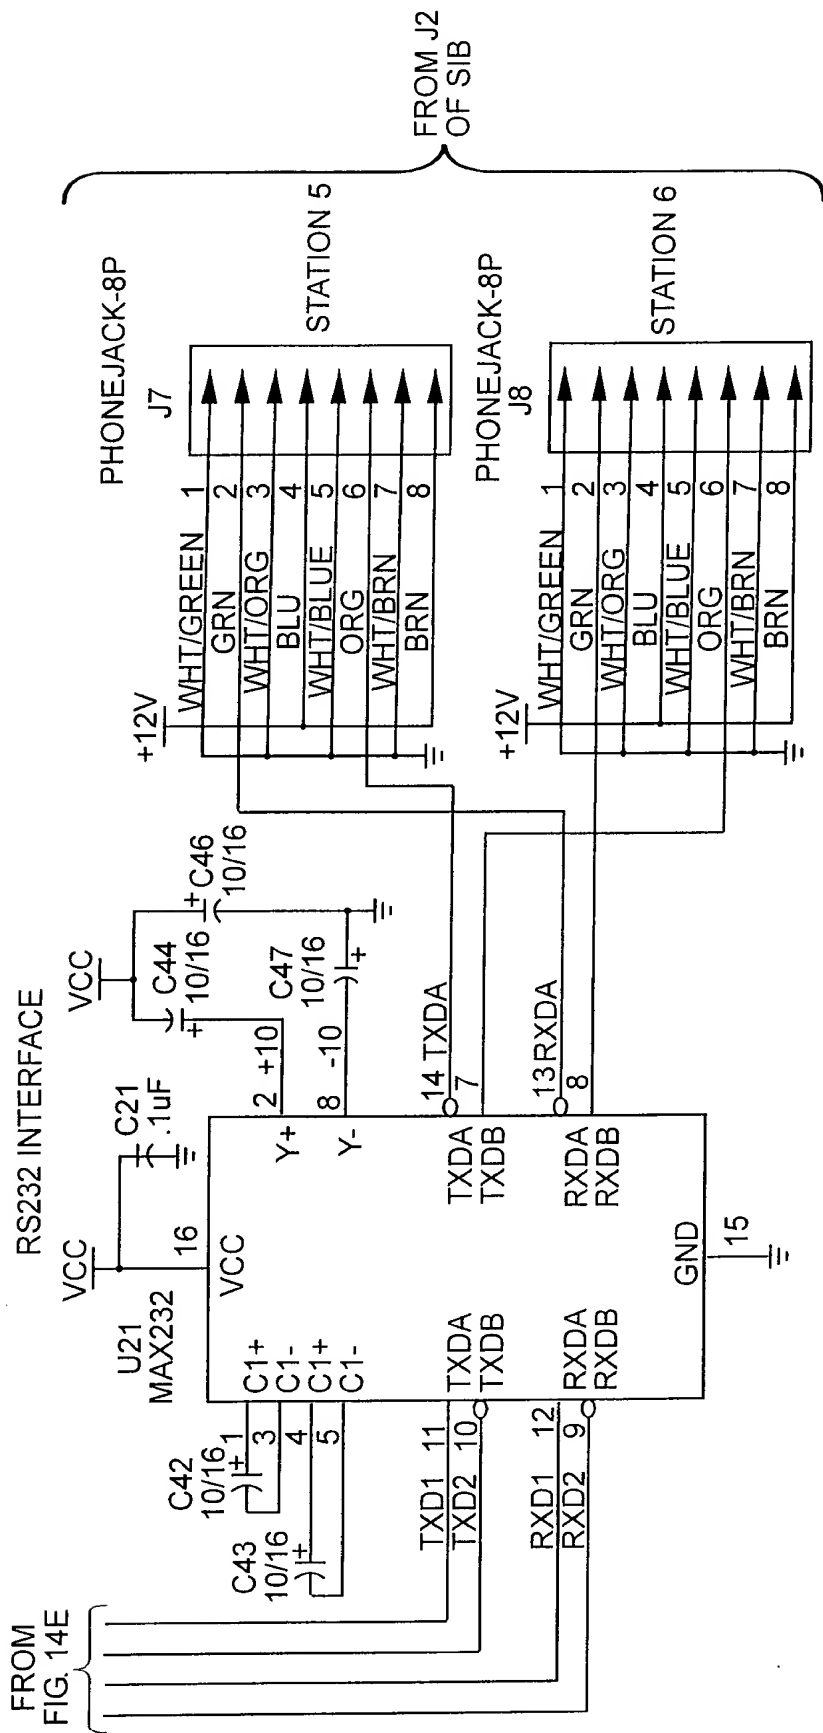 RS232 INTERFACE
FROM
FIG. 14E
C42
10/16
+
C43
10/16
+
U21
MAX232
VCC
16
VCC
C21
.1uF
1
3
4
5
C1+
C1-
C1+
C1-
Y+
Y-
2
+10
8
-10
VCC
C44
10/16
+
+
C46
10/16
C47
10/16
+
TXD1
TXD2
11
10
TXDA
TXDB
TXDA
TXDB
14 TXDA
7
RXD1
RXD2
12
9
RXDA
RXDB
RXDA
RXDB
13 RXDA
8
GND
15
PHONEJACK-8P
J7
+12V
WHT/GREEN 1
GRN 2
WHT/ORG 3
BLU 4
WHT/BLUE 5
ORG 6
WHT/BRN 7
BRN 8
STATION 5
PHONEJACK-8P
J8
+12V
WHT/GREEN 1
GRN 2
WHT/ORG 3
BLU 4
WHT/BLUE 5
ORG 6
WHT/BRN 7
BRN 8
STATION 6
FROM J2
OF SIB